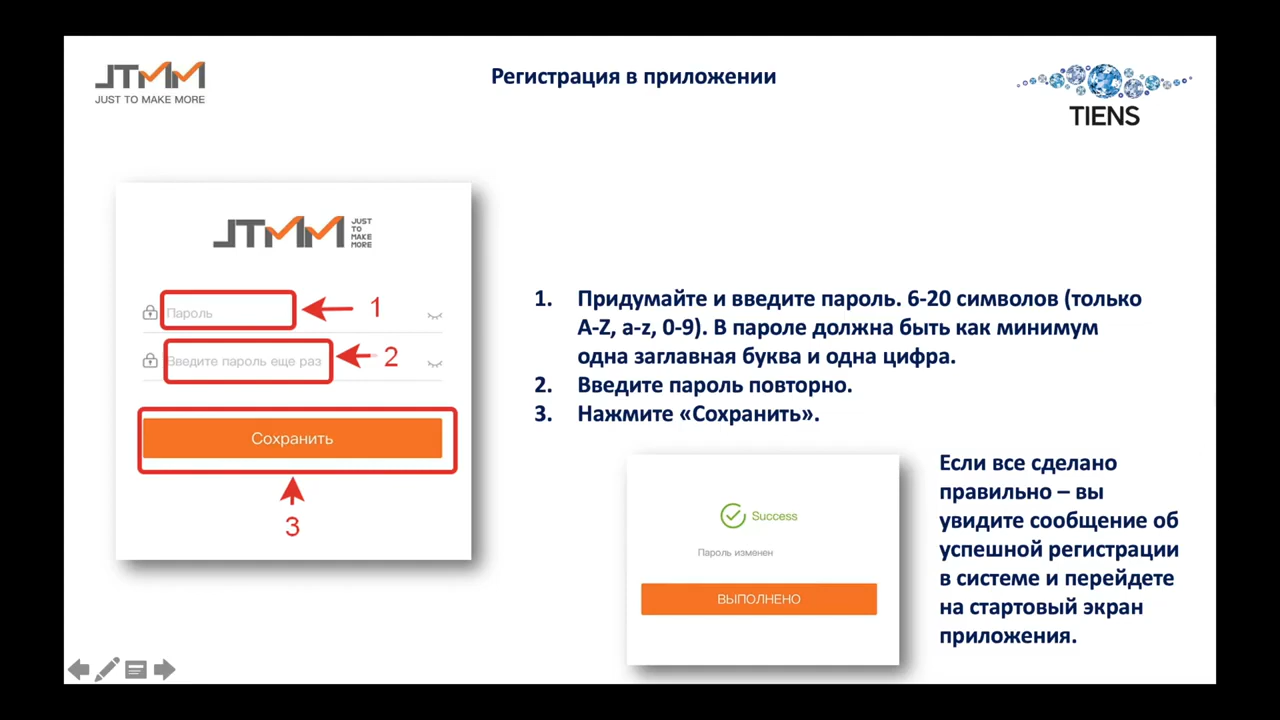 JTMM
JUST TO MAKE MORE
Регистрация в приложении
TIENS
JTMM
JUST
TO
MAKE
MORE
Пароль
1
Введите пароль еще раз
2
Сохранить
3
1. Придумайте и введите пароль. 6-20 символов (только
A-Z, a-z, 0-9). В пароле должна быть как минимум
одна заглавная буква и одна цифра.
2. Введите пароль повторно.
3. Нажмите «Сохранить».
Success
Пароль изменен
ВЫПОЛНЕНО
Если все сделано
правильно – вы
увидите сообщение об
успешной регистрации
в системе и перейдете
на стартовый экран
приложения.